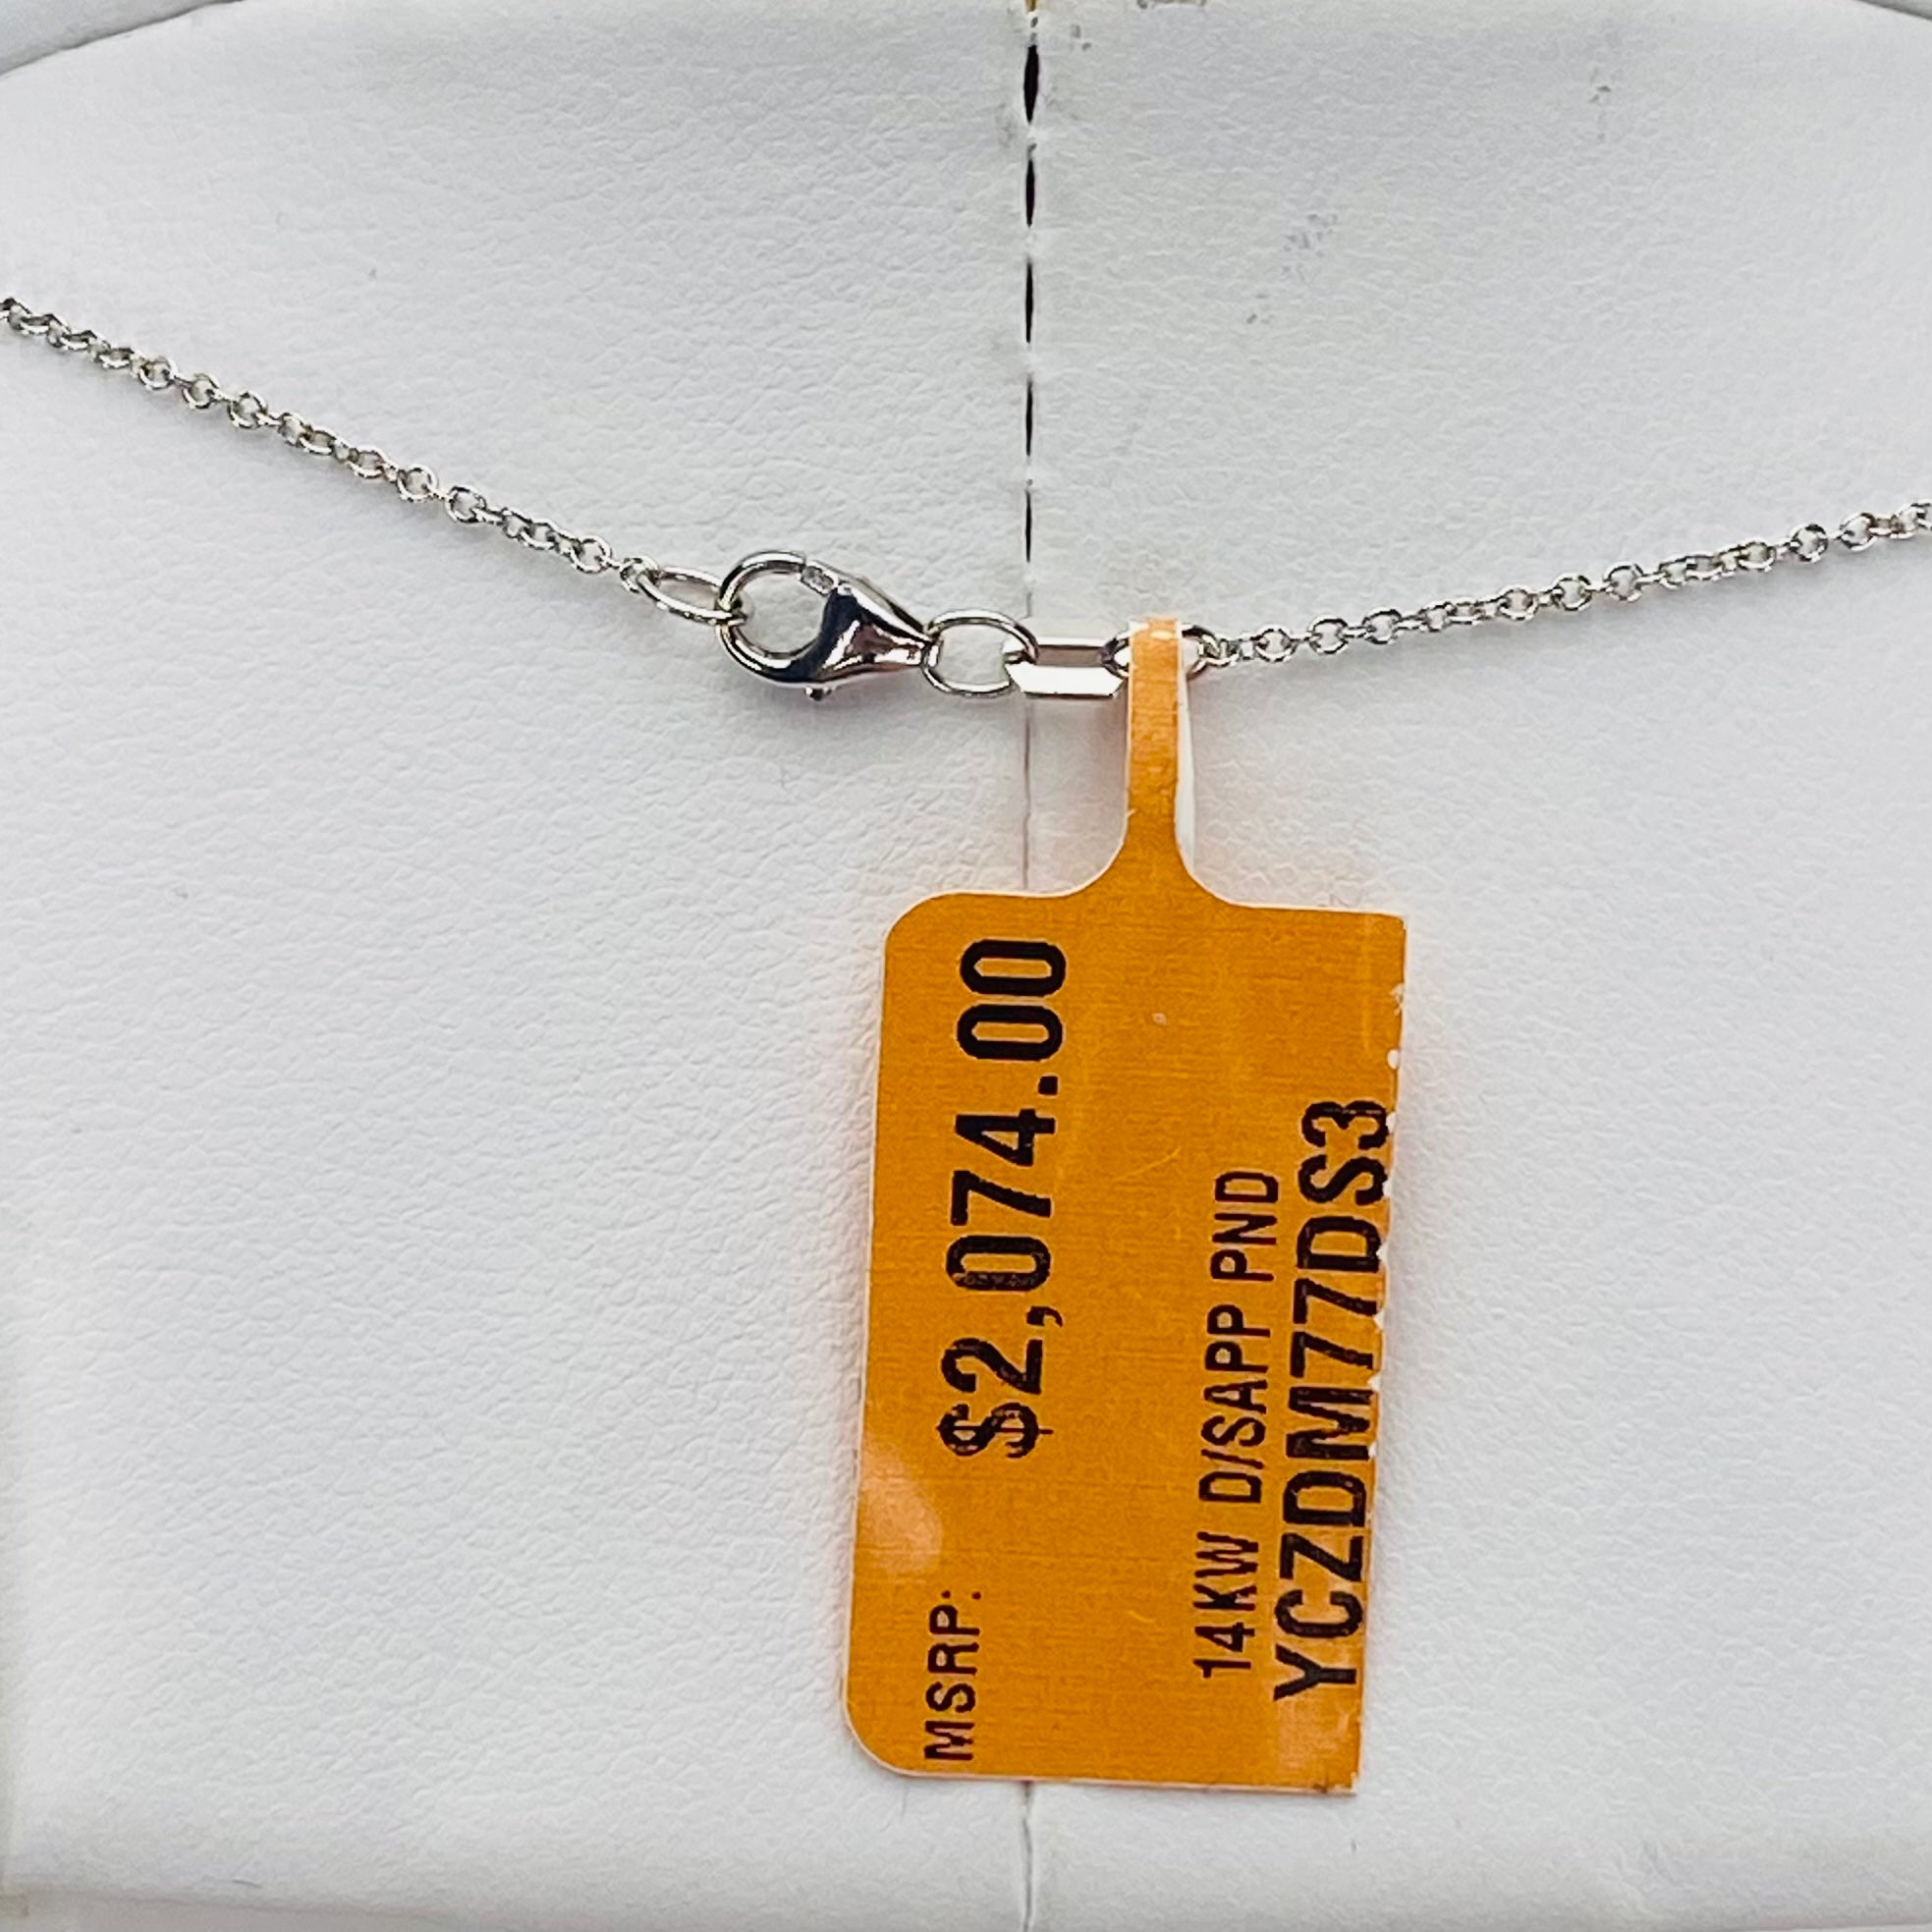 MSRP: $2,074.00
14KW D/SAPP PND
YCZDM77DS3